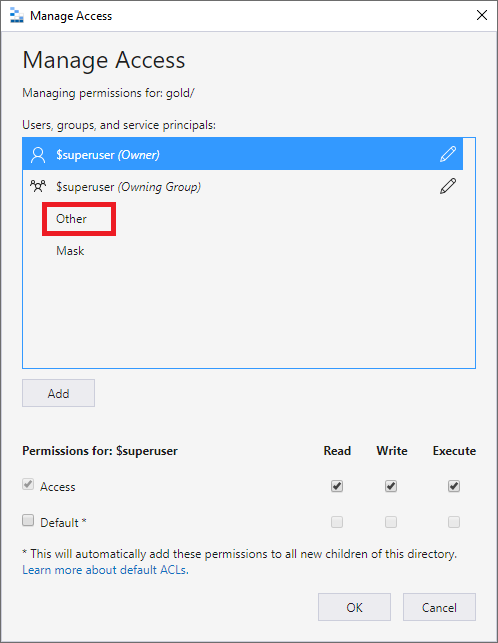 Manage Access
Manage Access
Managing permissions for: gold/
Users, groups, and service principals:
$superuser (Owner)
$superuser (Owning Group)
Other
Mask
Add
Permissions for: $superuser Read Write Execute
Access
Default *
* This will automatically add these permissions to all new children of this directory.
Learn more about default ACLs.
OK Cancel